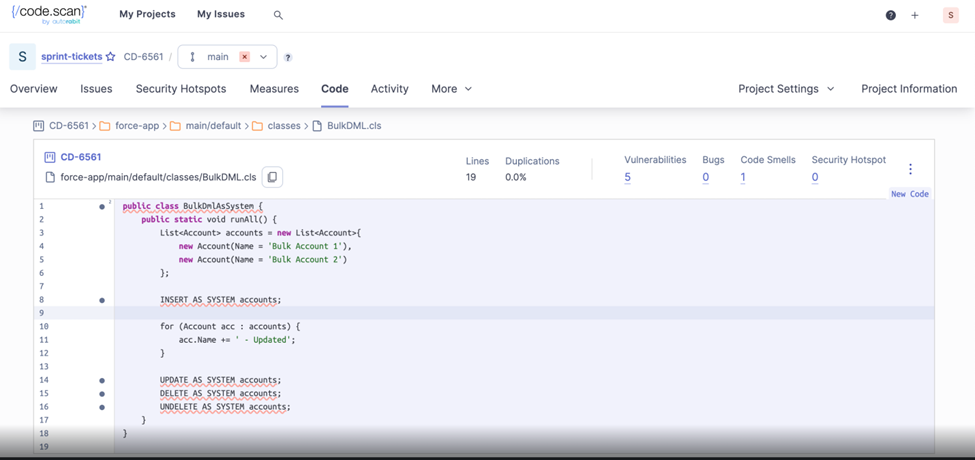 {/code.scan}°
by autorabit
My Projects My Issues
? + S
S sprint-tickets CD-6561 / main × ?
Overview Issues Security Hotspots Measures Code Activity More Project Settings Project Information
CD-6561 > force-app > main/default > classes > BulkDML.cls
CD-6561
force-app/main/default/classes/BulkDML.cls
Lines Duplications Vulnerabilities Bugs Code Smells Security Hotspot
19 0.0% 5 0 1 0
New Code
1 public class BulkDmlAsSystem {
2 public static void runAll() {
3 List<Account> accounts = new List<Account>{
4 new Account(Name = 'Bulk Account 1'),
5 new Account(Name = 'Bulk Account 2')
6 };
7
8 INSERT AS SYSTEM accounts;
9
10 for (Account acc : accounts) {
11 acc.Name += ' - Updated';
12 }
13
14 UPDATE AS SYSTEM accounts;
15 DELETE AS SYSTEM accounts;
16 UNDELETE AS SYSTEM accounts;
17 }
18 }
19